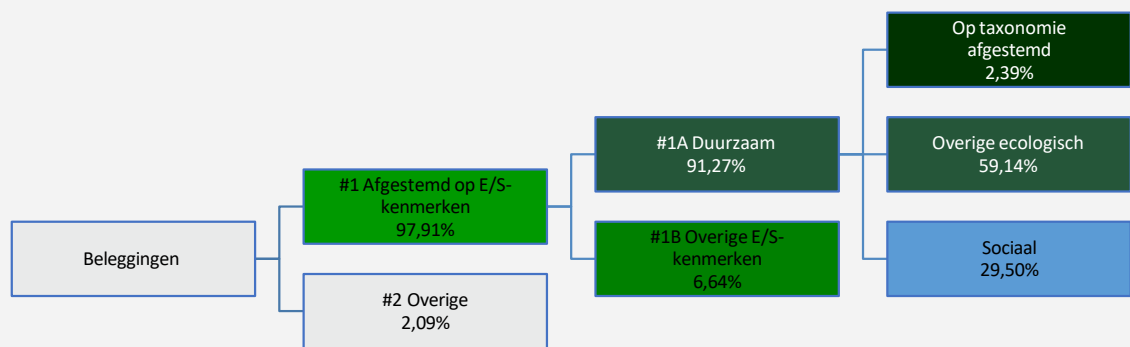 Beleggingen
#1 Afgestemd op E/S-
kenmerken
97,91%
#2 Overige
2,09%
#1A Duurzaam
91,27%
#1B Overige E/S-
kenmerken
6,64%
Op taxonomie
afgestemd
2,39%
Overige ecologisch
59,14%
Sociaal
29,50%